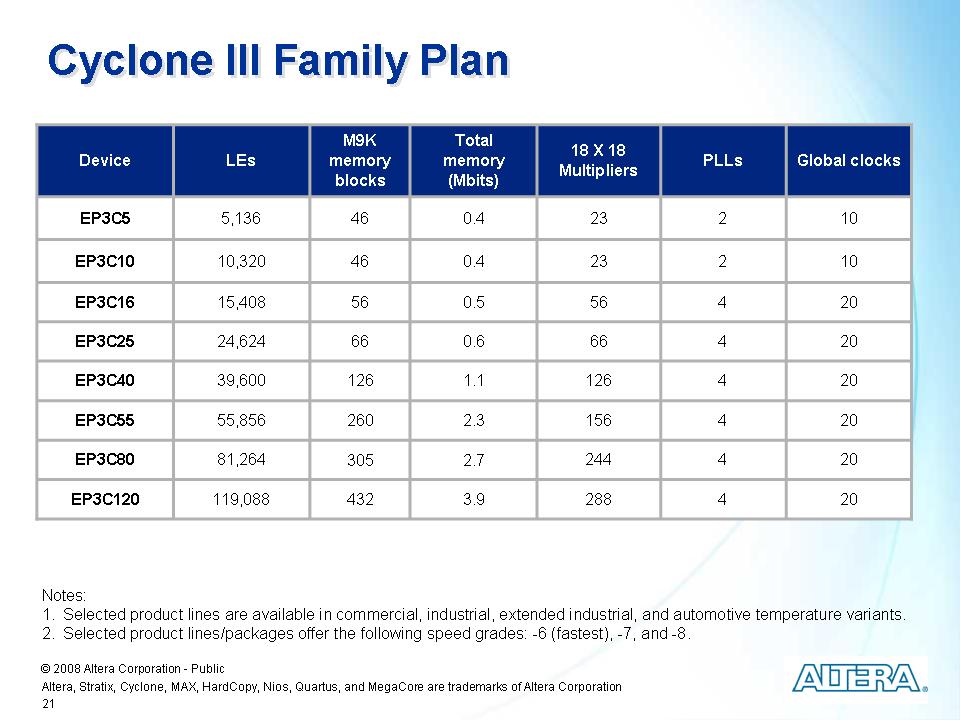 Cyclone III Family Plan
Device LEs M9K memory blocks Total memory (Mbits) 18 X 18 Multipliers PLLs Global clocks
EP3C5 5,136 46 0.4 23 2 10
EP3C10 10,320 46 0.4 23 2 10
EP3C16 15,408 56 0.5 56 4 20
EP3C25 24,624 66 0.6 66 4 20
EP3C40 39,600 126 1.1 126 4 20
EP3C55 55,856 260 2.3 156 4 20
EP3C80 81,264 305 2.7 244 4 20
EP3C120 119,088 432 3.9 288 4 20
Notes:
1. Selected product lines are available in commercial, industrial, extended industrial, and automotive temperature variants.
2. Selected product lines/packages offer the following speed grades: -6 (fastest), -7, and -8.
© 2008 Altera Corporation - Public
Altera, Stratix, Cyclone, MAX, HardCopy, Nios, Quartus, and MegaCore are trademarks of Altera Corporation
21
ALTERA®